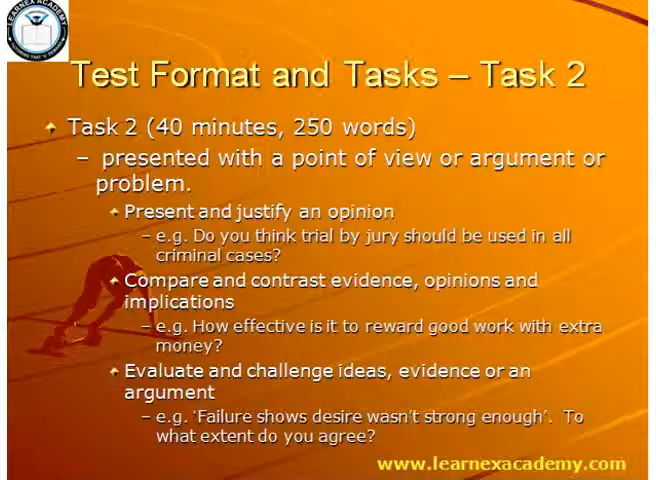 LEARNEX ACADEMY
Test Format and Tasks – Task 2
Task 2 (40 minutes, 250 words)
– presented with a point of view or argument or
problem.
Present and justify an opinion
– e.g. Do you think trial by jury should be used in all
criminal cases?
Compare and contrast evidence, opinions and
implications
– e.g. How effective is it to reward good work with extra
money?
Evaluate and challenge ideas, evidence or an
argument
– e.g. ‘Failure shows desire wasn’t strong enough’. To
what extent do you agree?
www.learnexacademy.com